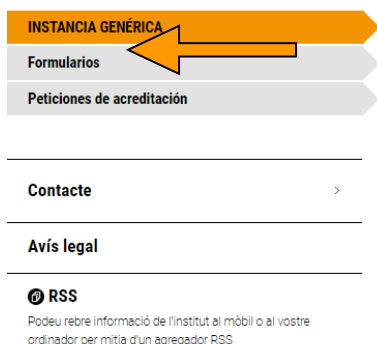 INSTANCIA GENÉRICA
Formularios
Peticiones de acreditación
Contacte
Avís legal
RSS
Podeu rebre informació de l'institut al mòbil o al vostre
ordinador per mitja d'un agregador RSS